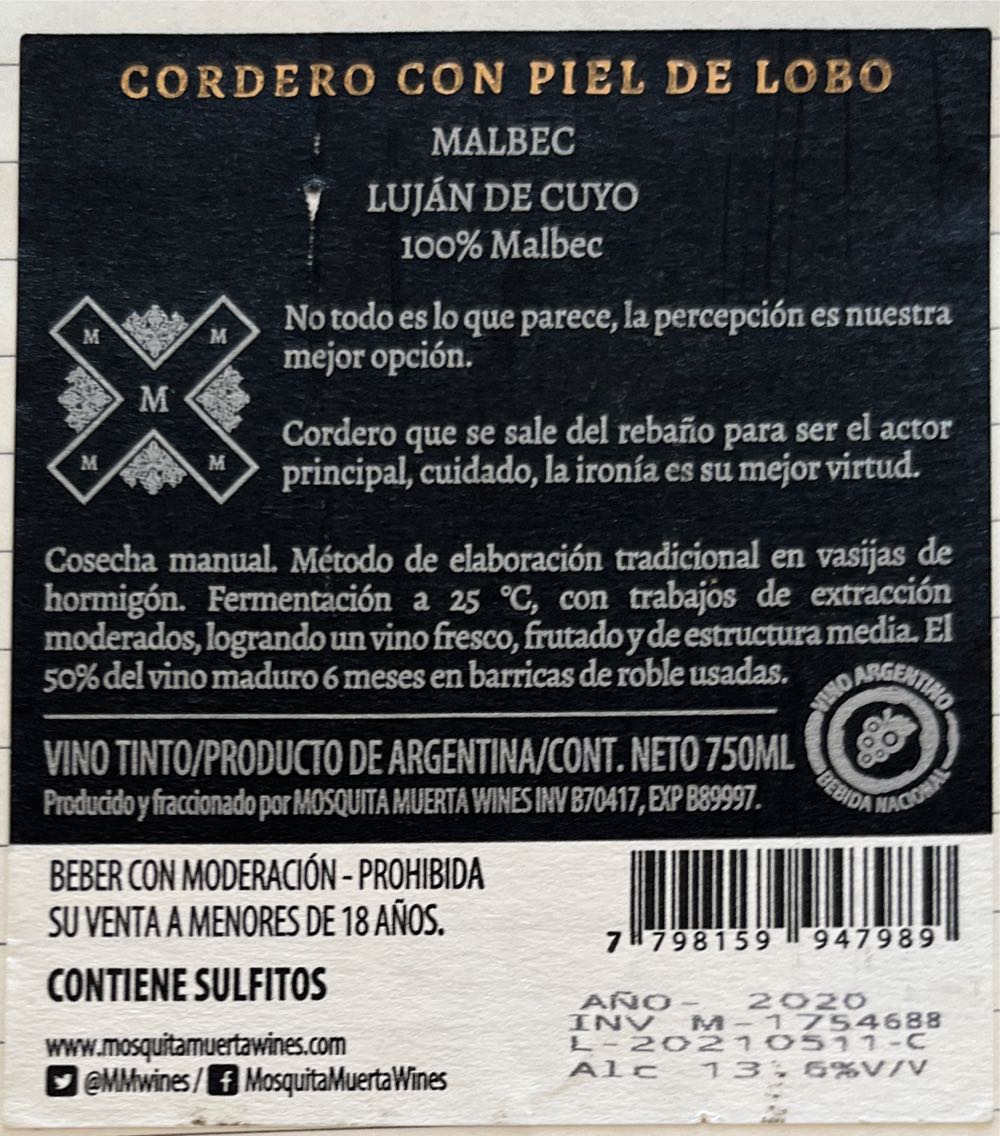 CORDERO CON PIEL DE LOBO
MALBEC
LUJÁN DE CUYO
100% Malbec
M M
M
M M
No todo es lo que parece, la percepción es nuestra
mejor opción.
Cordero que se sale del rebaño para ser el actor
principal, cuidado, la ironía es su mejor virtud.
Cosecha manual. Método de elaboración tradicional en vasijas de
hormigón. Fermentación a 25 °C, con trabajos de extracción
moderados, logrando un vino fresco, frutado y de estructura media. El
50% del vino maduro 6 meses en barricas de roble usadas.
VINO ARGENTINO
BEBIDA NACIONAL
VINO TINTO/PRODUCTO DE ARGENTINA/CONT. NETO 750ML
Producido y fraccionado por MOSQUITA MUERTA WINES INV B70417, EXP B89997.
BEBER CON MODERACIÓN - PROHIBIDA
SU VENTA A MENORES DE 18 AÑOS.
CONTIENE SULFITOS
www.mosquitamuertawines.com
@MMwines / MosquitaMuertaWines
7 798159 947989
AÑO- 2020
INV M-1754688
L-20210511-C
Alc 13.6%V/V